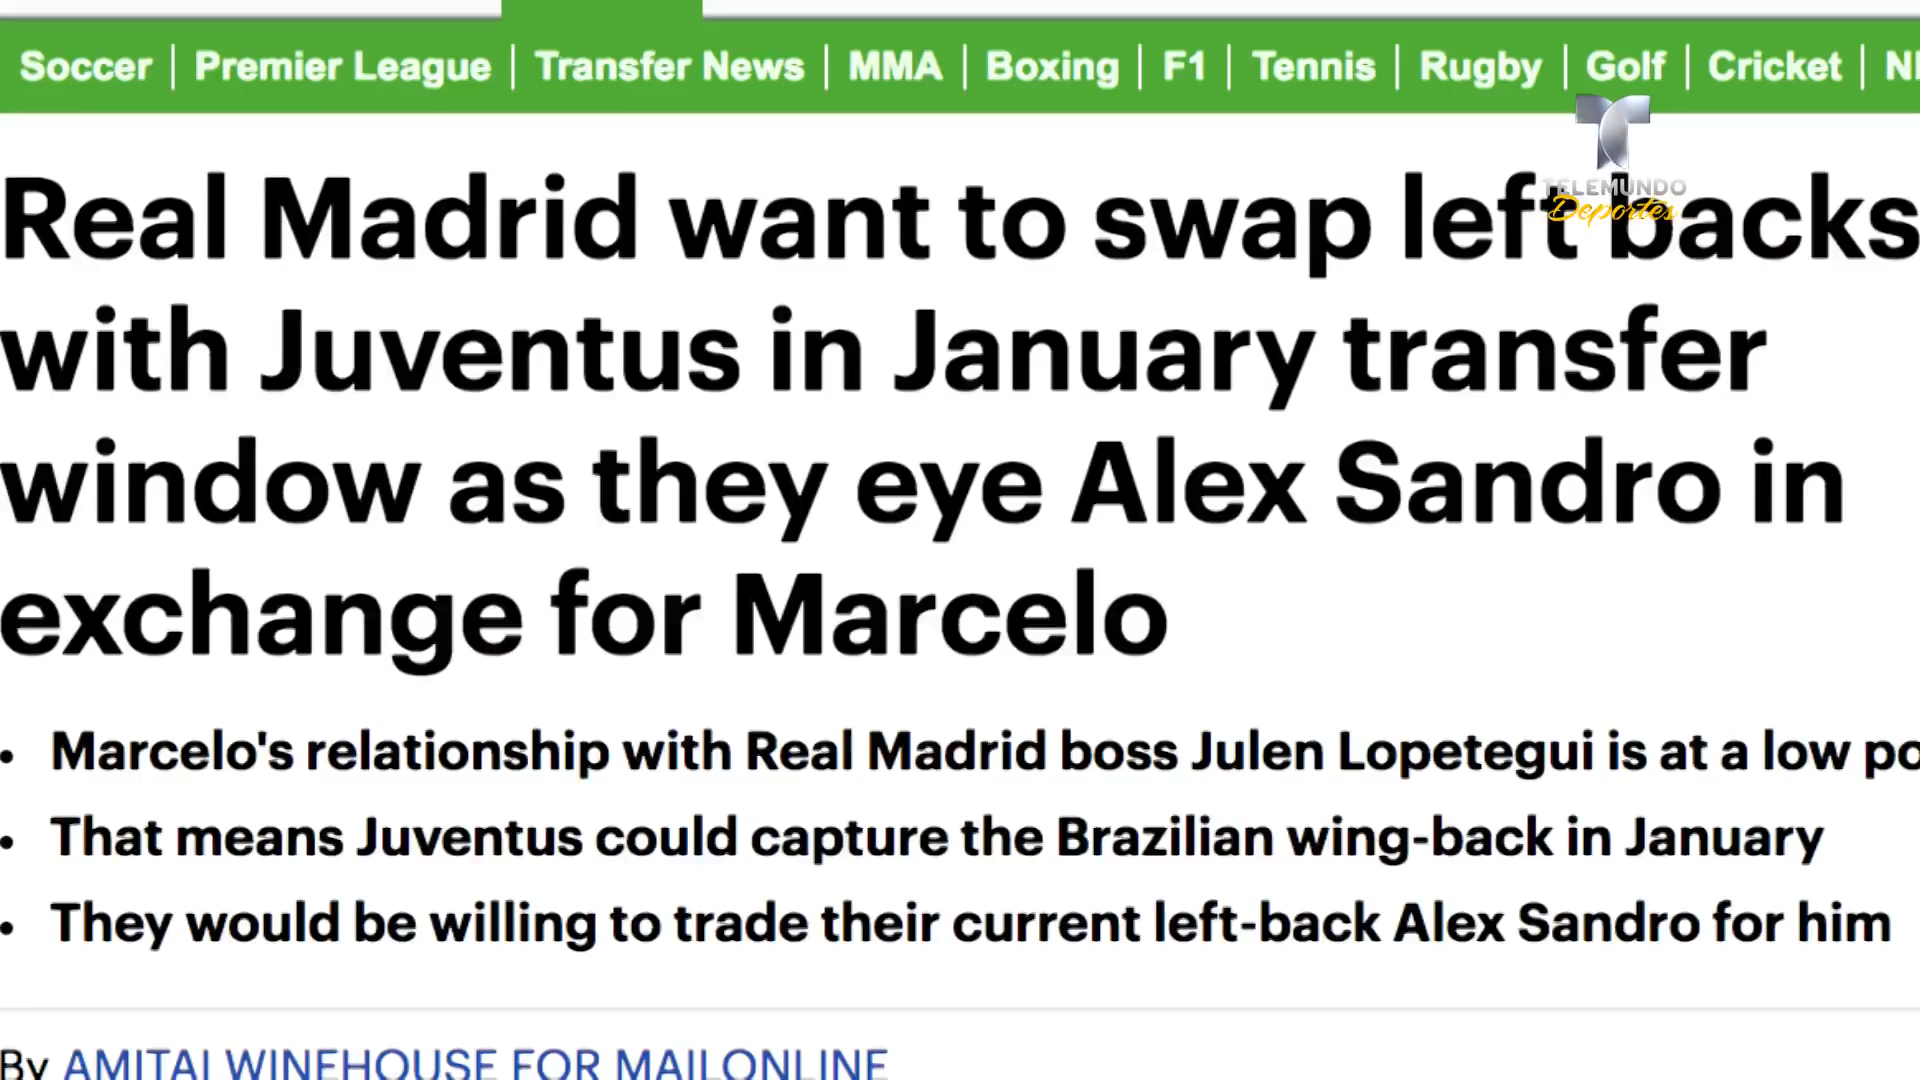 Soccer | Premier League | Transfer News | MMA | Boxing | F1 | Tennis | Rugby | Golf | Cricket |
TELEMUNDO
Deportes
Real Madrid want to swap left backs
with Juventus in January transfer
window as they eye Alex Sandro in
exchange for Marcelo
• Marcelo's relationship with Real Madrid boss Julen Lopetegui is at a low
• That means Juventus could capture the Brazilian wing-back in January
• They would be willing to trade their current left-back Alex Sandro for him
By AMITAI WINEHOUSE FOR MAILONLINE